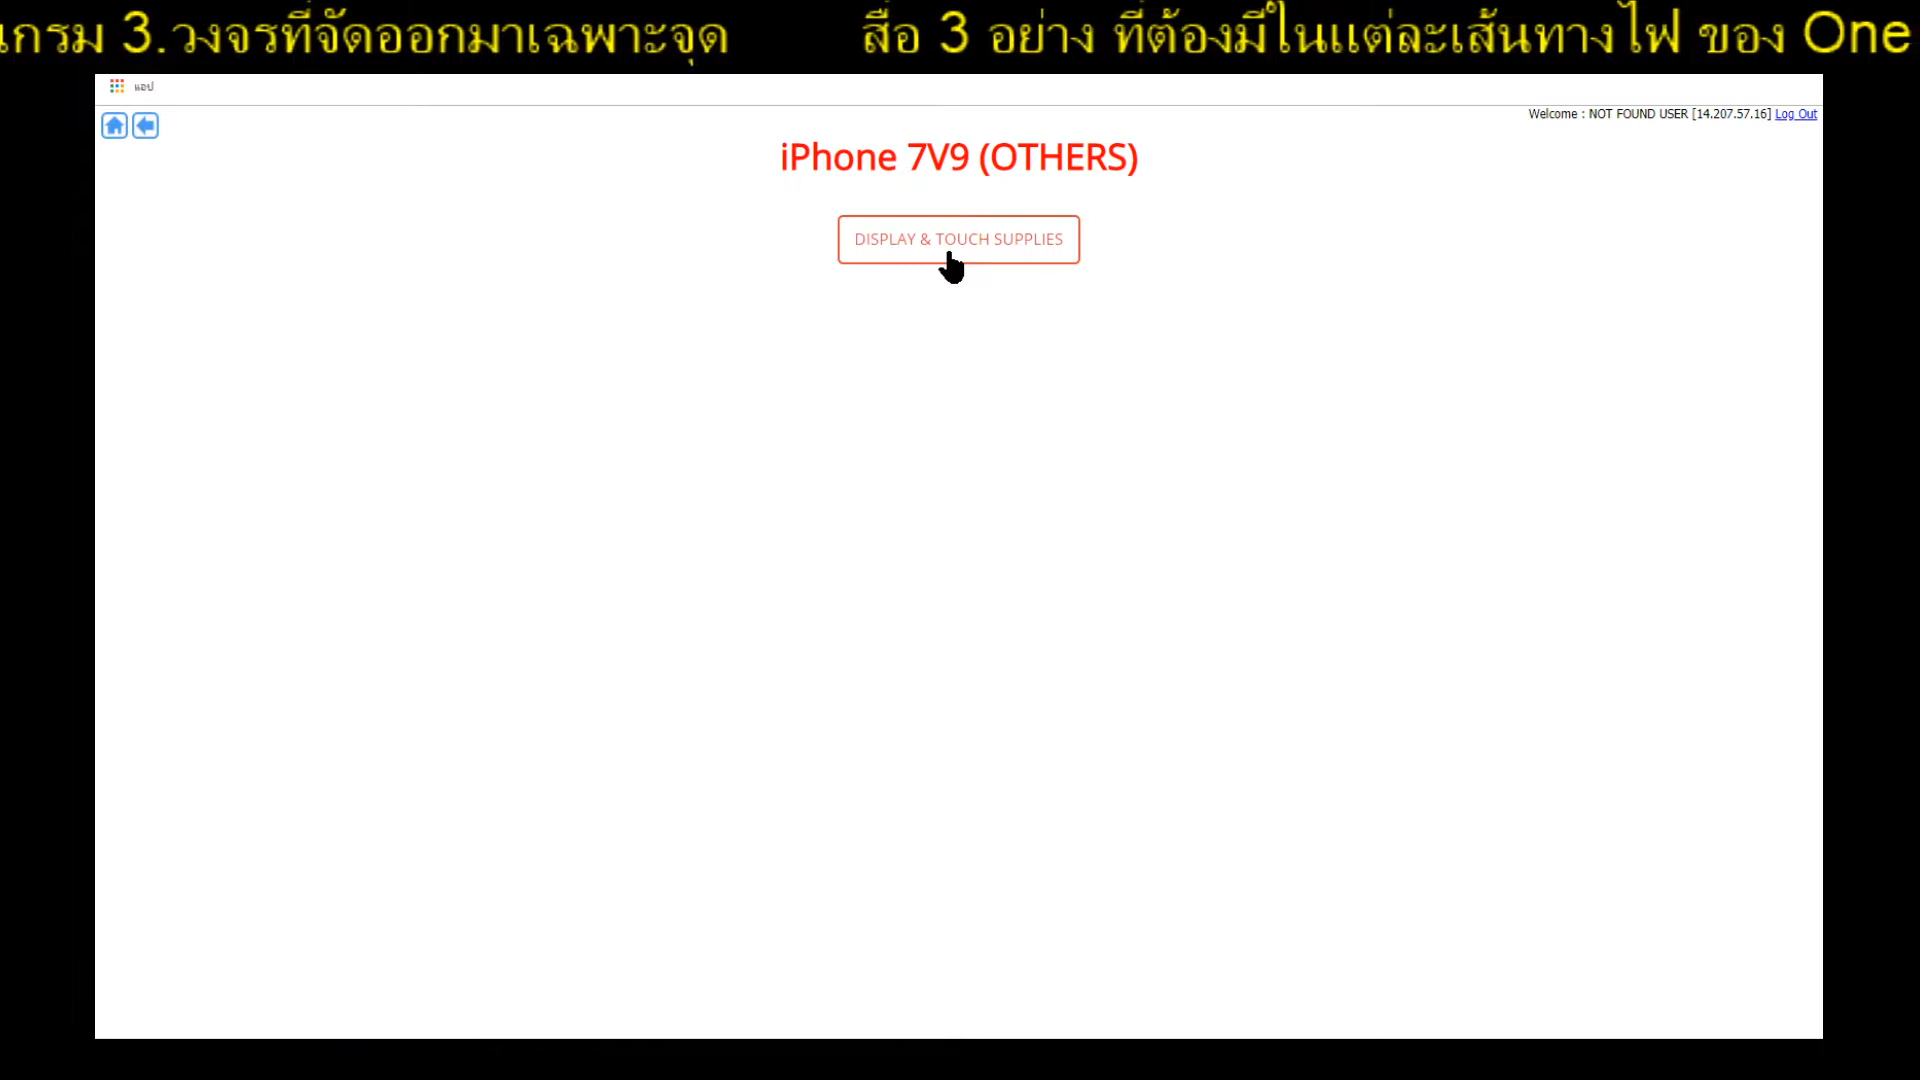 เกรม 3.วงจรที่จัดออกมาเฉพาะจุด สื่อ 3 อย่าง ที่ต้องมีในแต่ละเส้นทางไฟ ของ One
แอป
Welcome : NOT FOUND USER [14.207.57.16] Log Out
iPhone 7V9 (OTHERS)
DISPLAY & TOUCH SUPPLIES